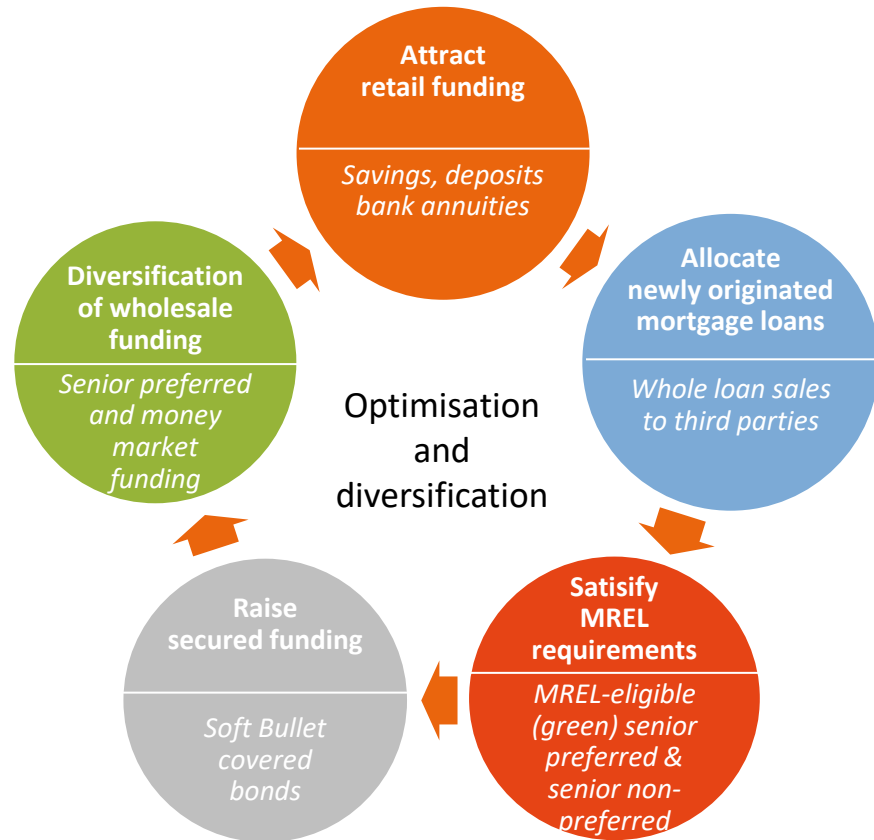 Attract
retail funding
Savings, deposits
bank annuities
Allocate
newly originated
mortgage loans
Whole loan sales
to third parties
Satisify
MREL
requirements
MREL-eligible
(green) senior
preferred &
senior non-
preferred
Raise
secured funding
Soft Bullet
covered
bonds
Diversification
of wholesale
funding
Senior preferred
and money
market
funding
Optimisation
and
diversification